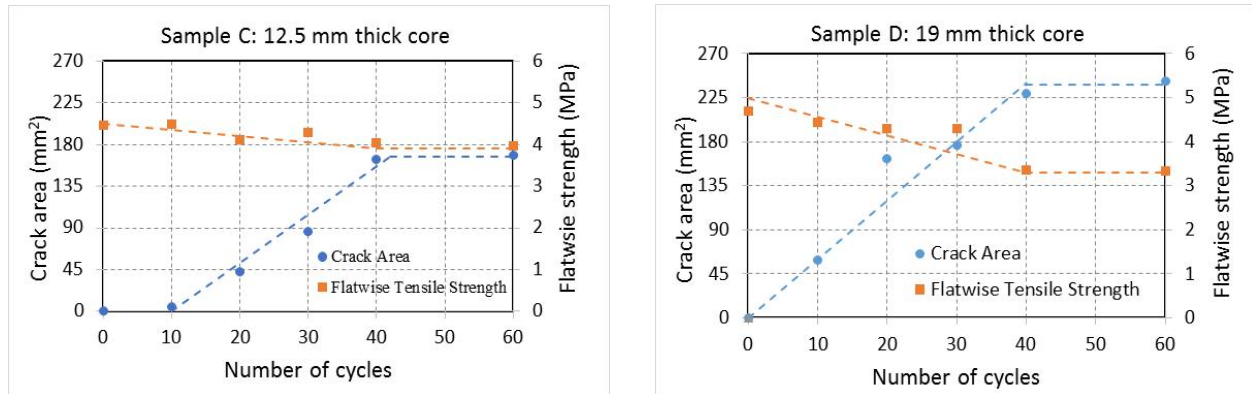 Sample C: 12.5 mm thick core
270
225
180
135
90
45
0
Crack area (mm²)
6
5
4
3
2
1
0
Flatwsie strength (MPa)
Crack Area
Flatwise Tensile Strength
0 10 20 30 40 50 60
Number of cycles
Sample D: 19 mm thick core
270
225
180
135
90
45
0
Crack area (mm²)
6
5
4
3
2
1
0
Flatwise strength (MPa)
Crack Area
Flatwise Tensile Strength
0 10 20 30 40 50 60
Number of cycles